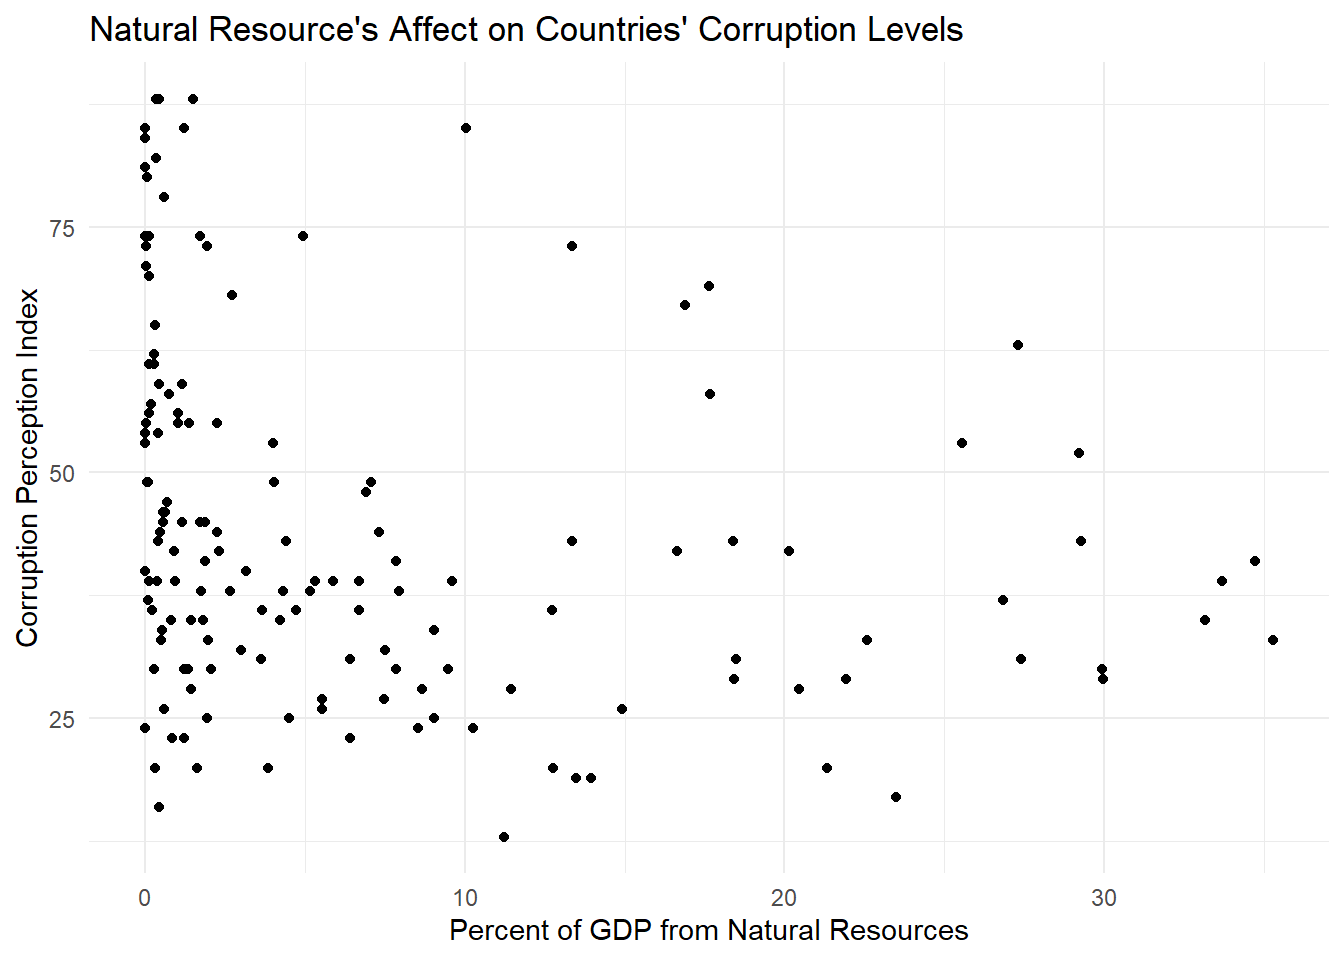 Natural Resource's Affect on Countries' Corruption Levels
75
50
25
Corruption Perception Index
0 10 20 30
Percent of GDP from Natural Resources